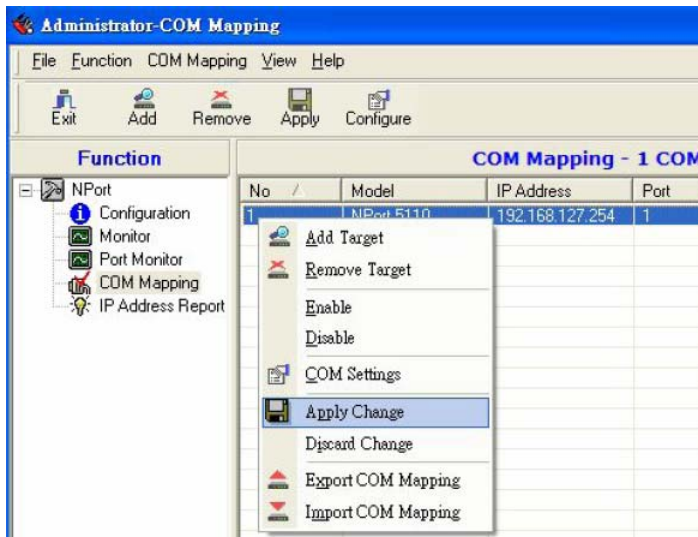 Administrator-COM Mapping
File Function COM Mapping View Help
Exit Add Remove Apply Configure
Function
COM Mapping - 1 COM
NPort
Configuration
Monitor
Port Monitor
COM Mapping
IP Address Report
No Model IP Address Port
1 NPort 5110 192.168.127.254 1
Add Target
Remove Target
Enable
Disable
COM Settings
Apply Change
Discard Change
Export COM Mapping
Import COM Mapping